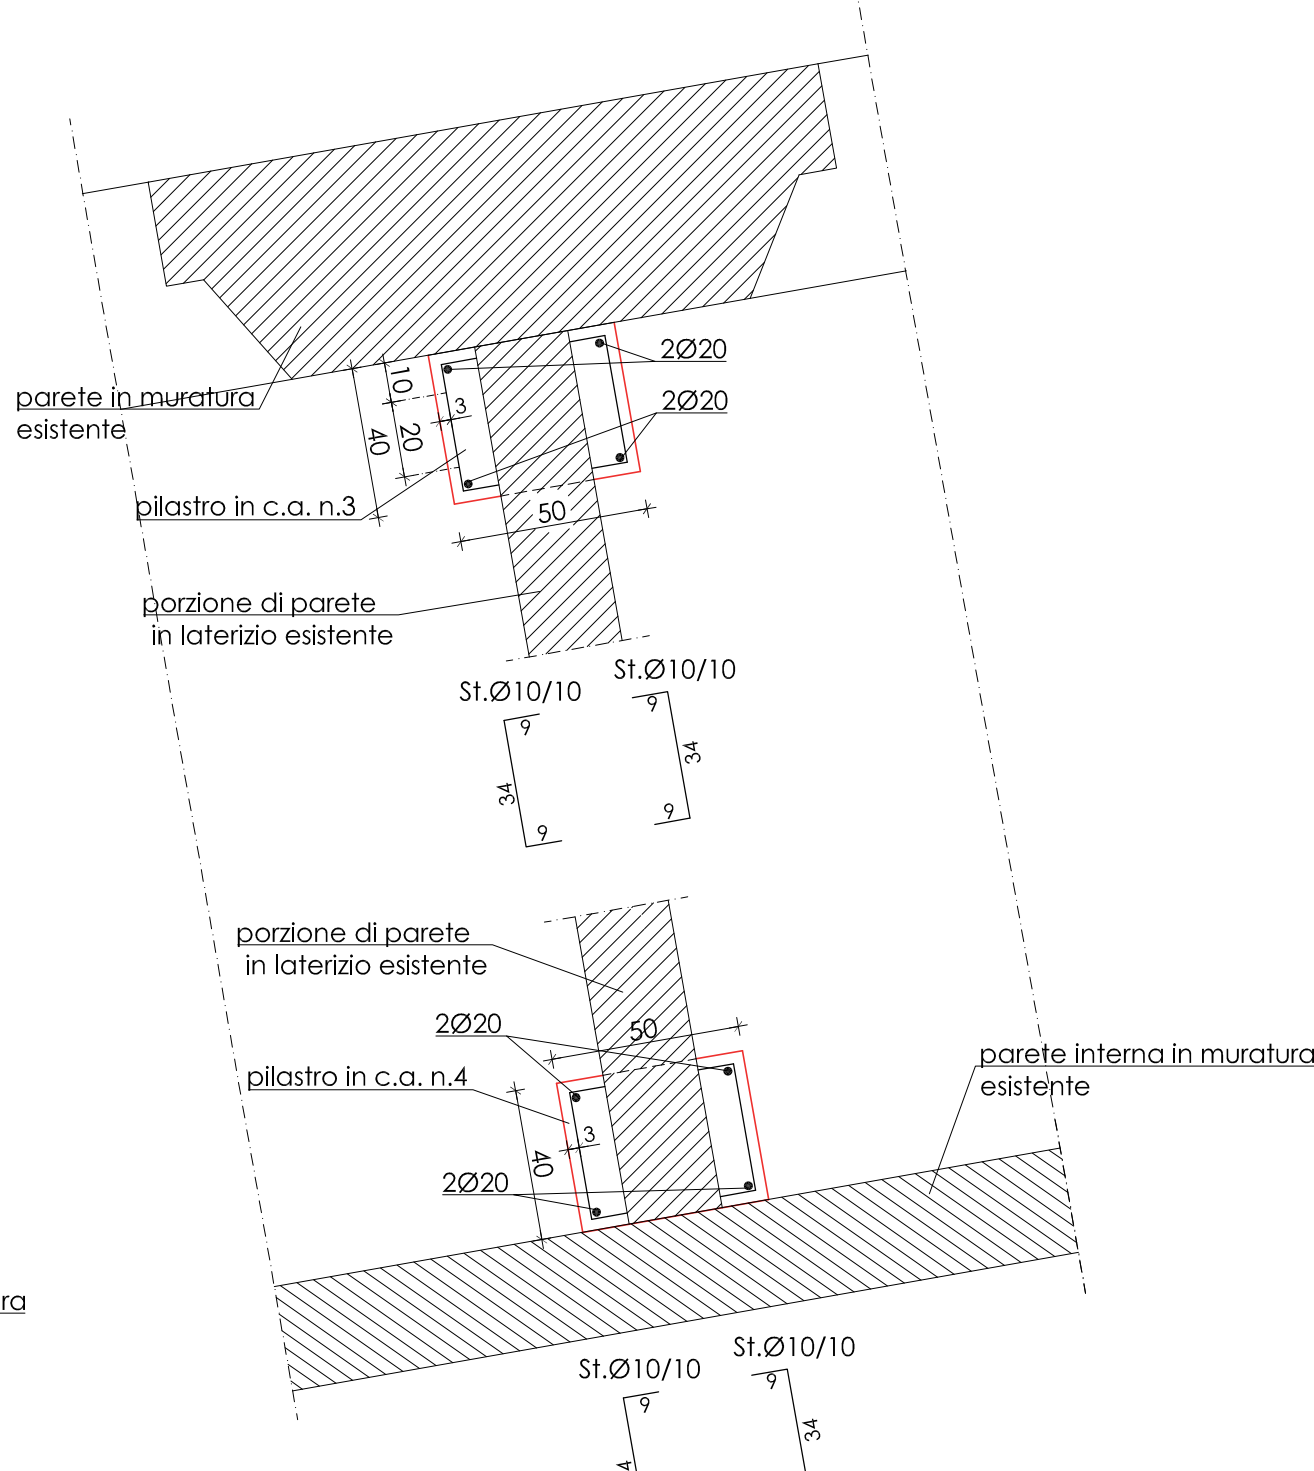 2Ø20
10
parete in muratura
esistente
3
2Ø20
40
20
pilastro in c.a. n.3
50
porzione di parete
in laterizio esistente
St.Ø10/10
St.Ø10/10
9
9
34
34
9
9
porzione di parete
in laterizio esistente
2Ø20
50
parete interna in muratura
esistente
pilastro in c.a. n.4
3
40
2Ø20
ra
St.Ø10/10
St.Ø10/10
9
9
34
4